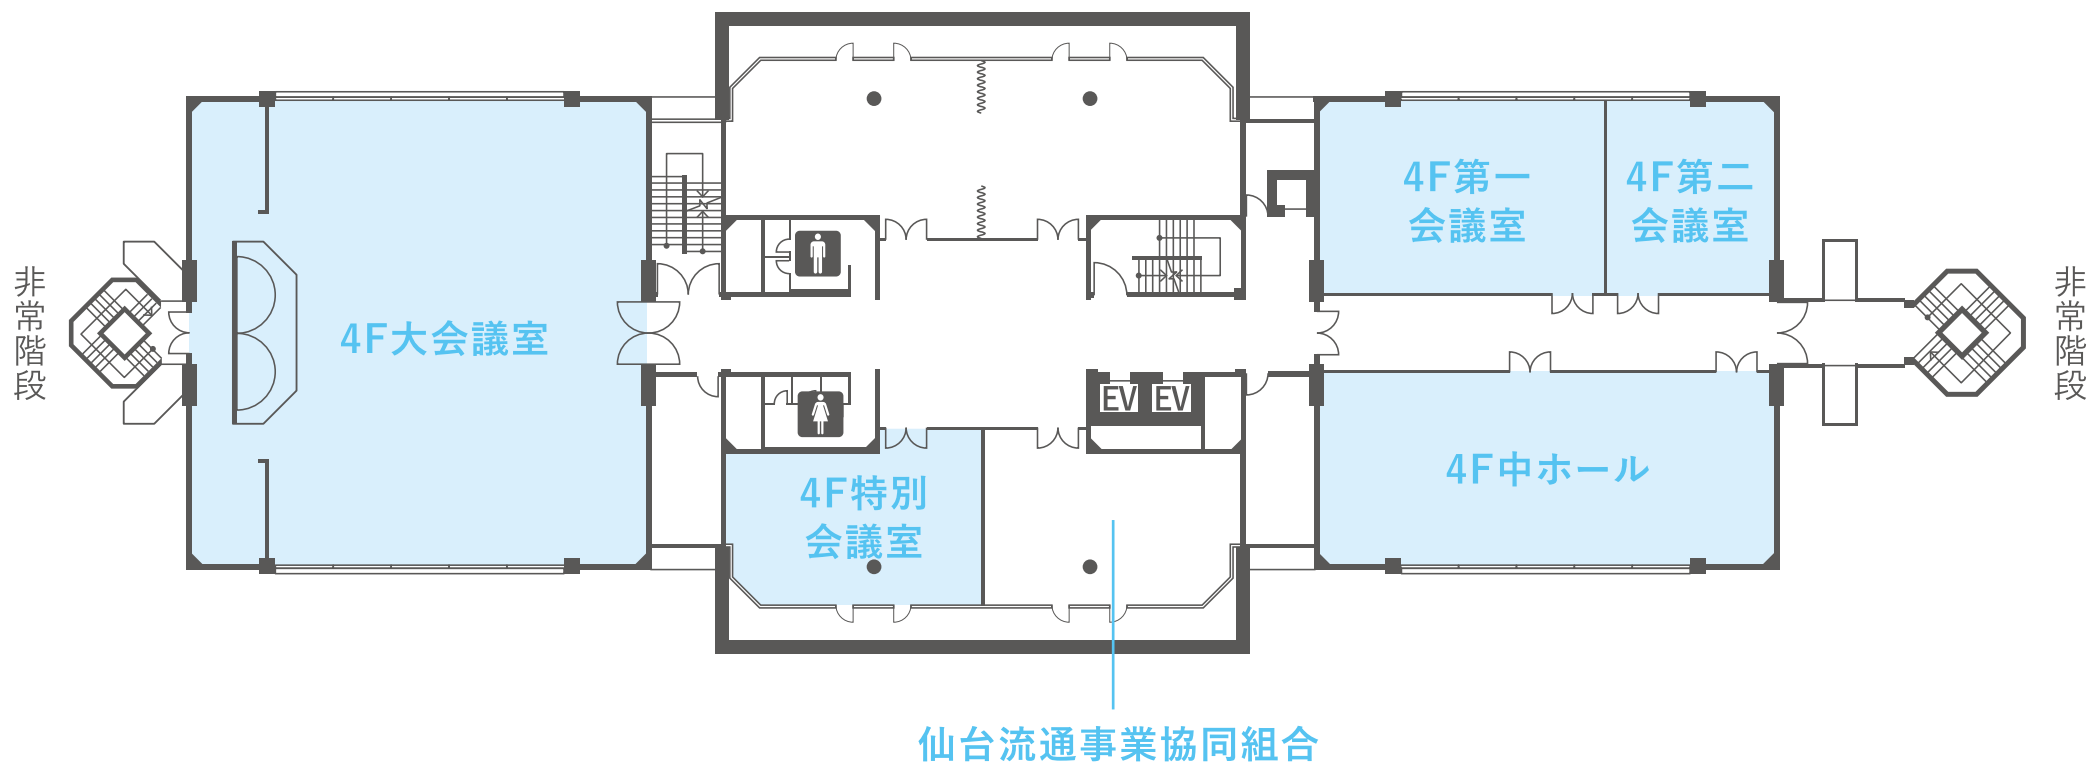 非常階段
4F大会議室
4F特別
会議室
EV
EV
4F第一
会議室
4F第二
会議室
4F中ホール
非常階段
仙台流通事業協同組合